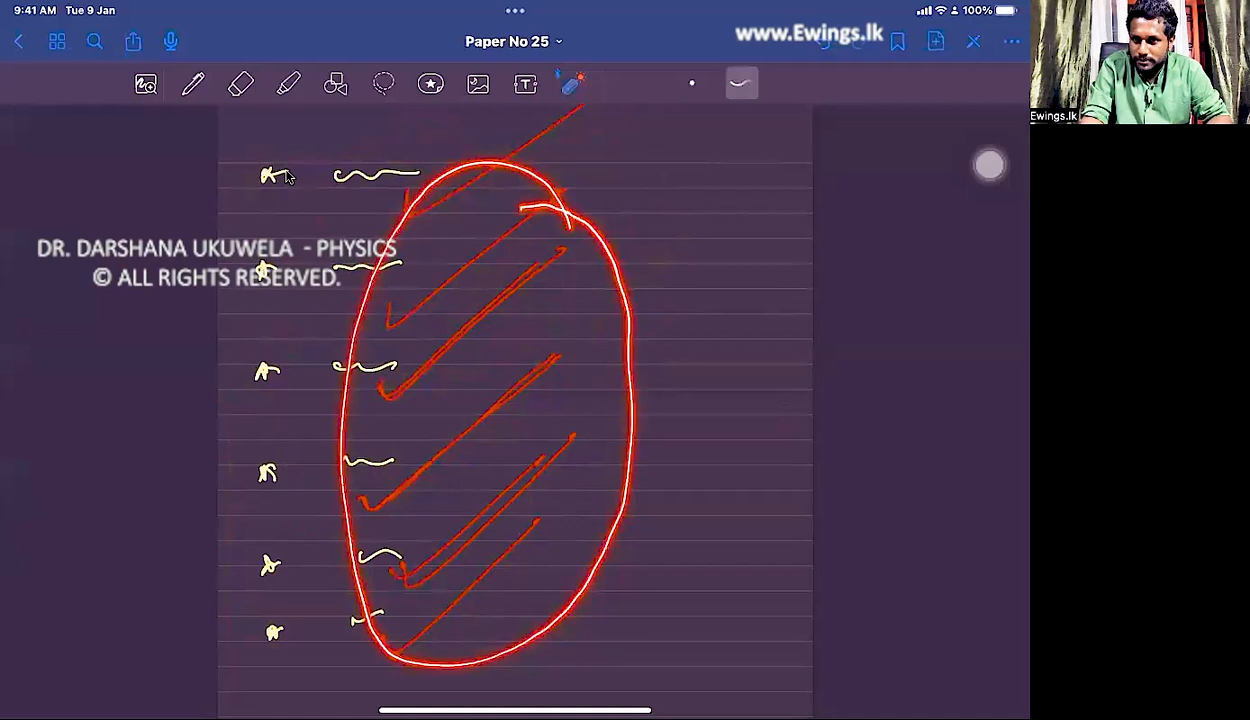 9:41 AM Tue 9 Jan
100%
Paper No 25
www.Ewings.lk
Ewings.lk
DR. DARSHANA UKUWELA - PHYSICS
© ALL RIGHTS RESERVED.